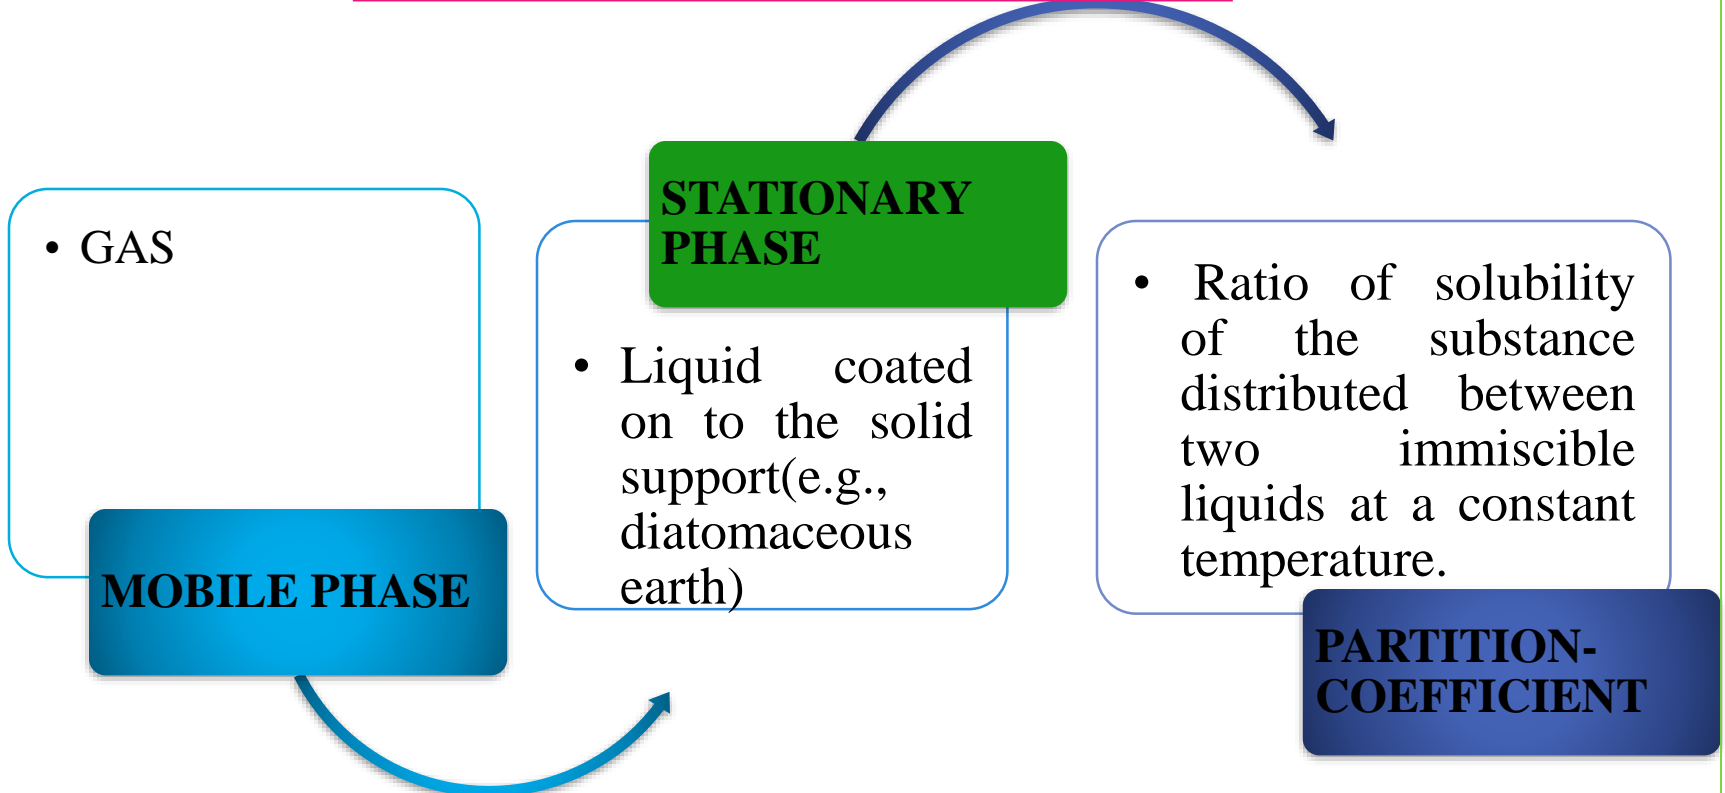 • GAS
MOBILE PHASE
STATIONARY
PHASE
• Liquid coated
on to the solid
support(e.g.,
diatomaceous
earth)
• Ratio of solubility
of the substance
distributed between
two immiscible
liquids at a constant
temperature.
PARTITION-
COEFFICIENT